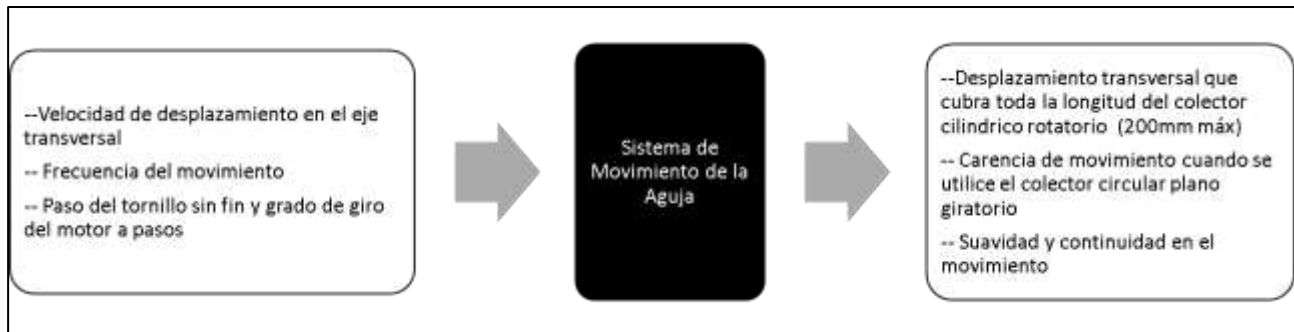 --Velocidad de desplazamiento en el eje
transversal
-- Frecuencia del movimiento
-- Paso del tornillo sin fin y grado de giro
del motor a pasos
Sistema de
Movimiento de la
Aguja
--Desplazamiento transversal que
cubra toda la longitud del colector
cilindrico rotatorio (200mm máx)
-- Carencia de movimiento cuando se
utilice el colector circular plano
giratorio
-- Suavidad y continuidad en el
movimiento